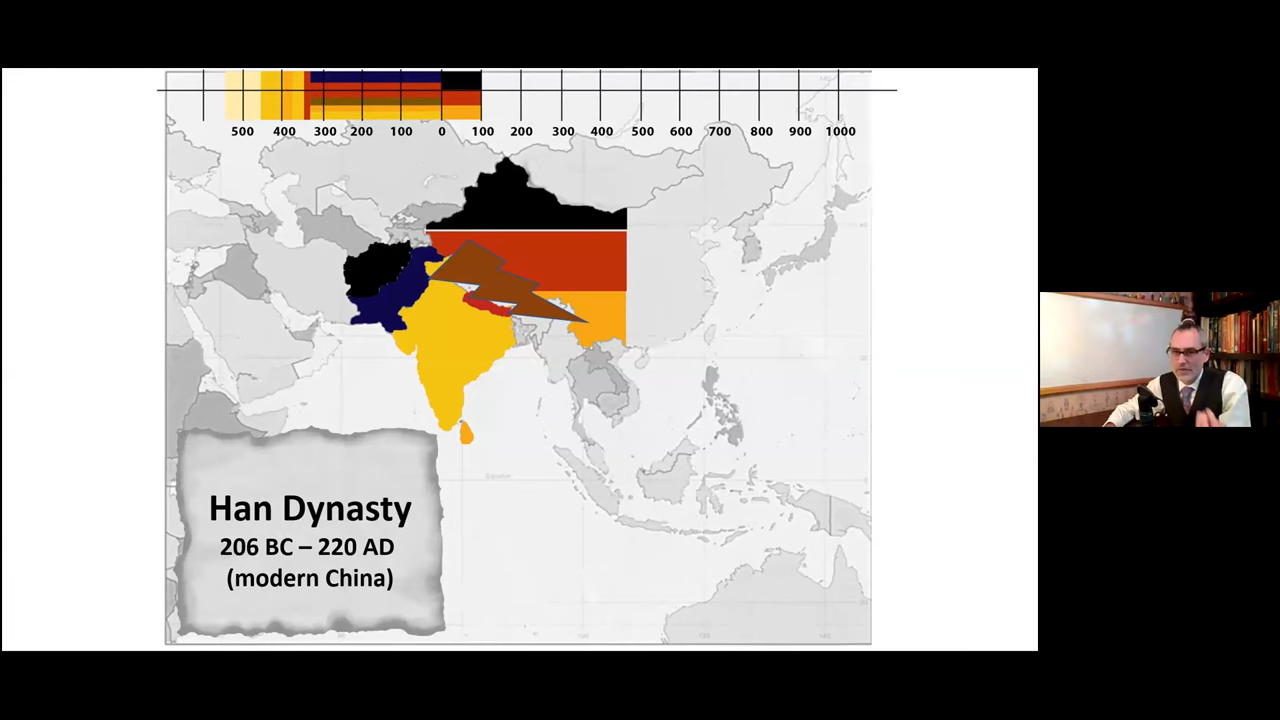 500 400 300 200 100 0 100 200 300 400 500 600 700 800 900 1000
Equator
Han Dynasty
206 BC – 220 AD
(modern China)